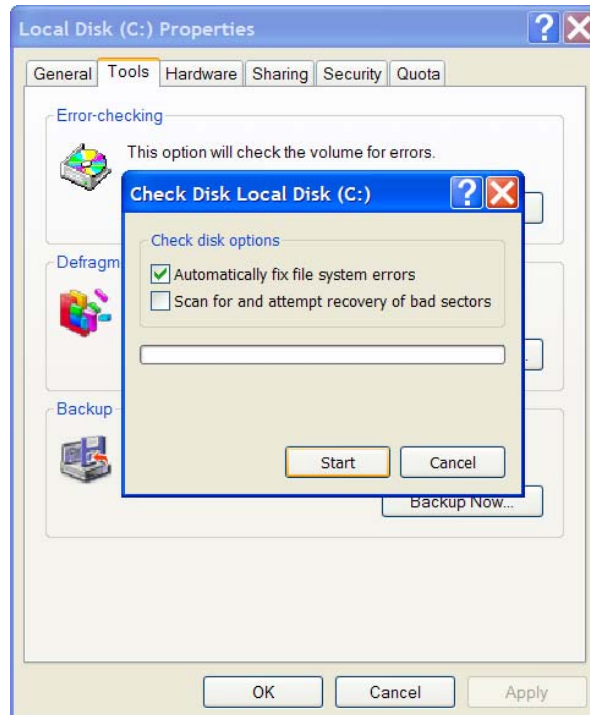 Local Disk (C:) Properties
General Tools Hardware Sharing Security Quota
Error-checking
This option will check the volume for errors.
Check Disk Local Disk (C:)
Check disk options
Automatically fix file system errors
Scan for and attempt recovery of bad sectors
Defragm
Backup
Start Cancel
Backup Now...
OK Cancel Apply